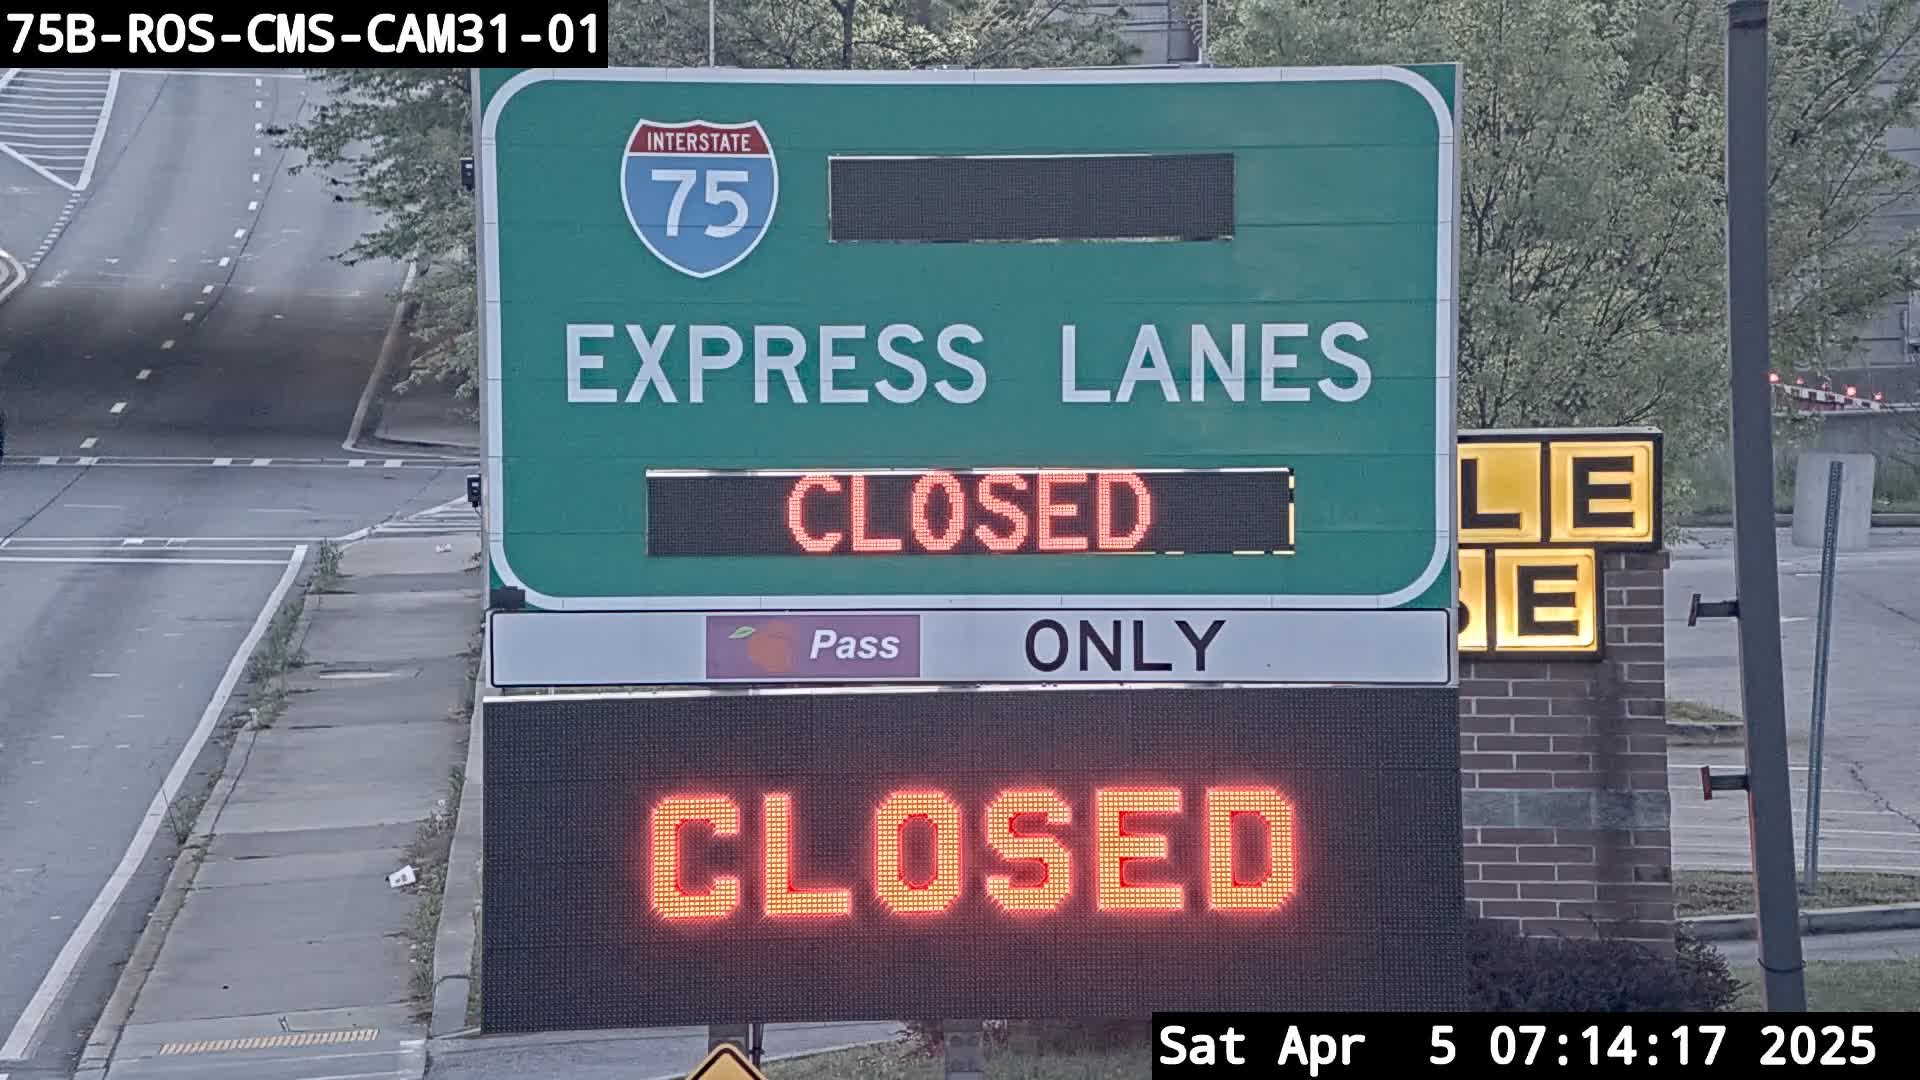 75B-ROS-CMS-CAM31-01
INTERSTATE
75
EXPRESS LANES
CLOSED
Pass ONLY
CLOSED
LE
E
Sat Apr 5 07:14:17 2025